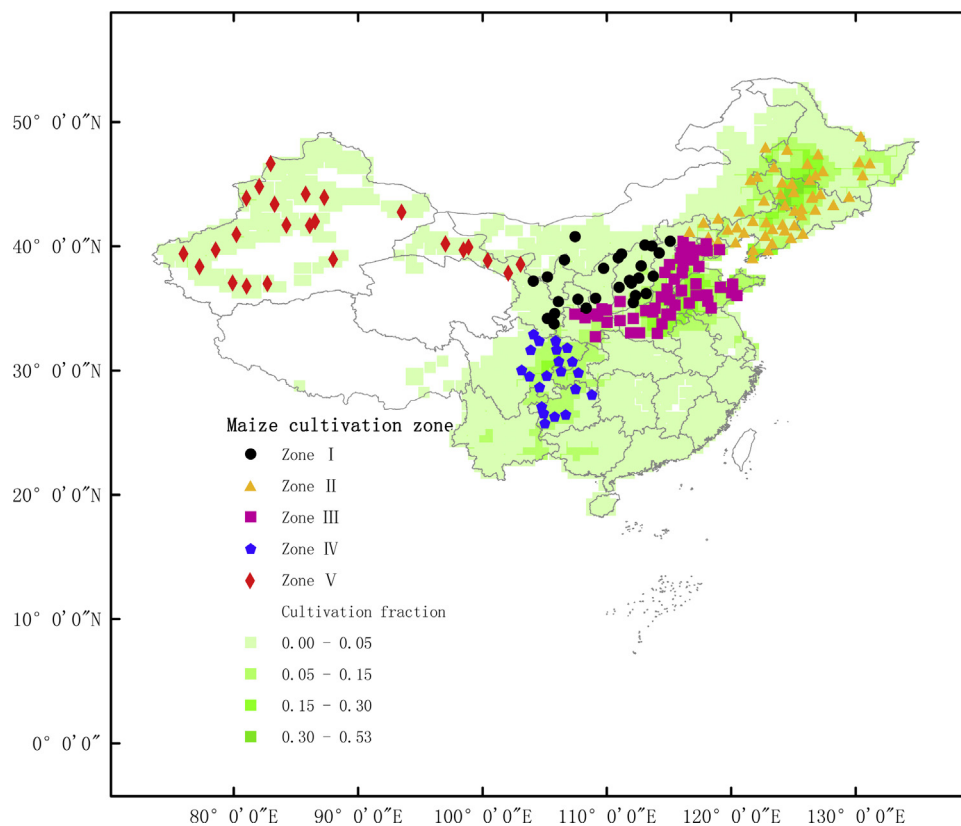 50° 0'0"N
40° 0'0"N
30° 0'0"N
20° 0'0"N
10° 0'0"N
0° 0'0"
Maize cultivation zone
Zone Ⅰ
Zone Ⅱ
Zone Ⅲ
Zone Ⅳ
Zone Ⅴ
Cultivation fraction
0.00 - 0.05
0.05 - 0.15
0.15 - 0.30
0.30 - 0.53
80° 0'0"E 90° 0'0"E 100° 0'0"E 110° 0'0"E 120° 0'0"E 130° 0'0"E